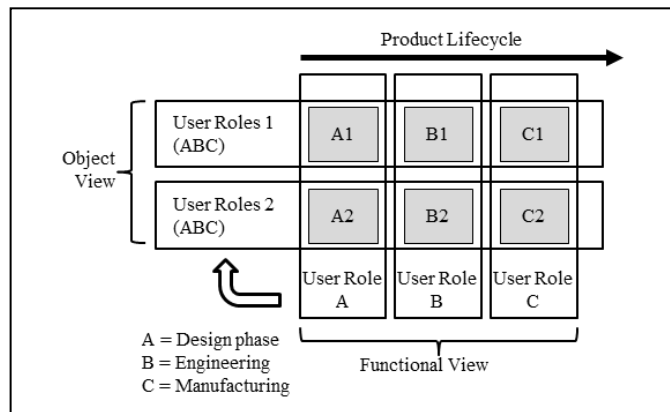 Product Lifecycle
User Roles 1
(ABC)
A1
B1
C1
Object
View
User Roles 2
(ABC)
A2
B2
C2
User Role
A
User Role
B
User Role
C
A = Design phase
B = Engineering
C = Manufacturing
Functional View